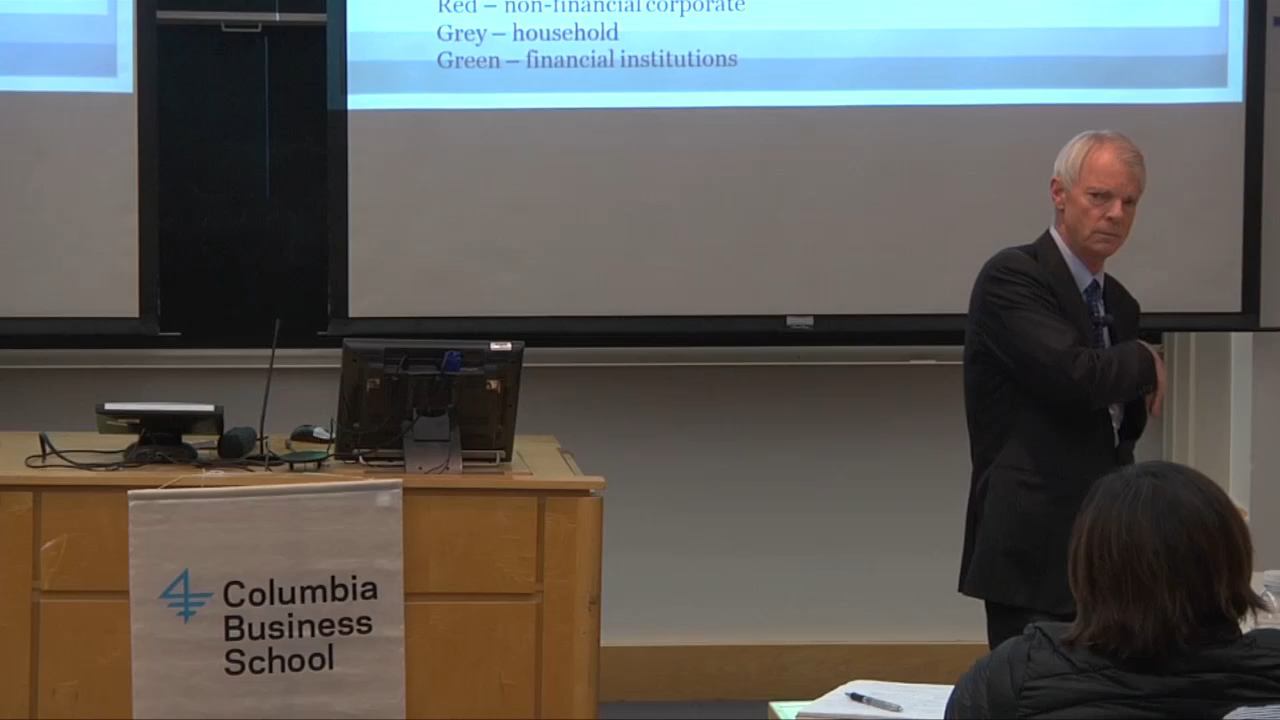 Red – non-financial corporate
Grey – household
Green – financial institutions
Columbia
Business
School